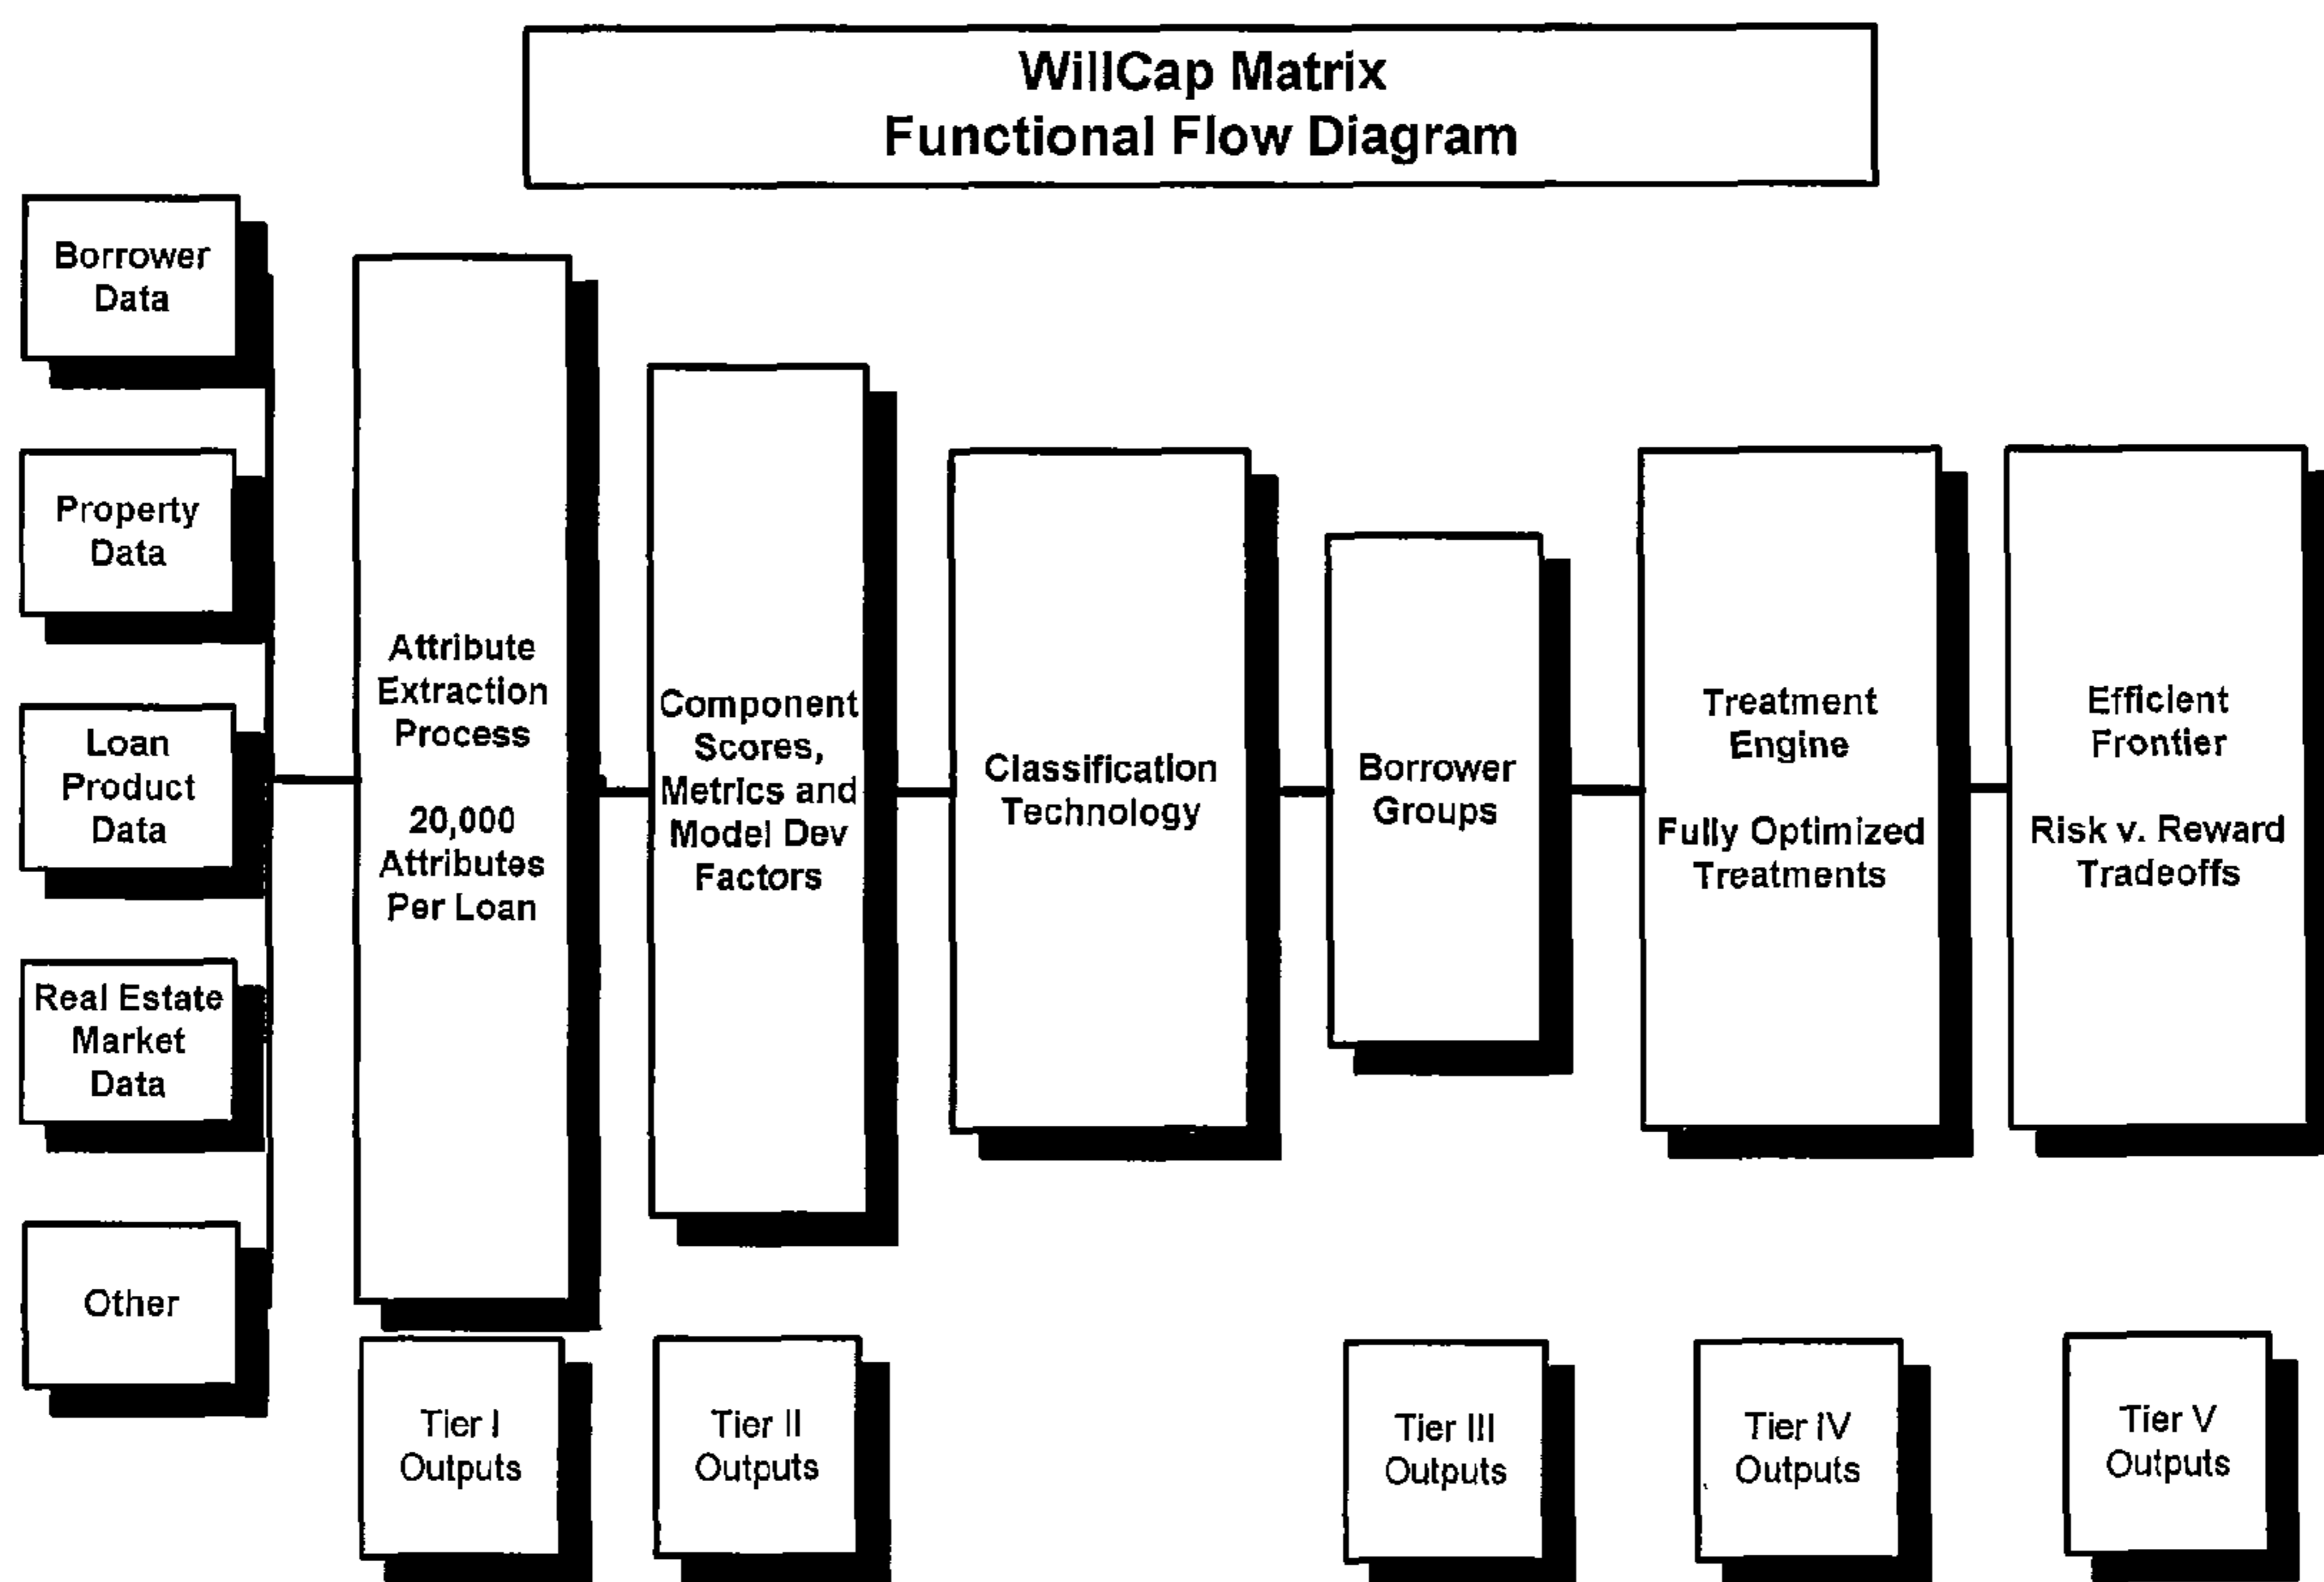 WillCap Matrix
Functional Flow Diagram
Borrower
Data
Property
Data
Loan
Product
Data
Real Estate
Market
Data
Other
Attribute
Extraction
Process
20,000
Attributes
Per Loan
Component
Scores,
Metrics and
Model Dev
Factors
Classification
Technology
Borrower
Groups
Treatment
Engine
Fully Optimized
Treatments
Efficient
Frontier
Risk v. Reward
Tradeoffs
Tier I
Outputs
Tier II
Outputs
Tier III
Outputs
Tier IV
Outputs
Tier V
Outputs